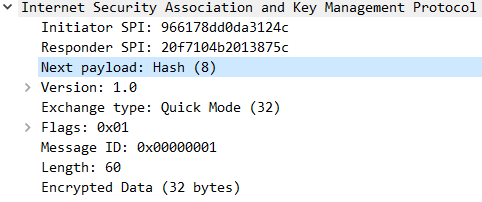 Internet Security Association and Key Management Protocol
Initiator SPI: 966178dd0da3124c
Responder SPI: 20f7104b2013875c
Next payload: Hash (8)
Version: 1.0
Exchange type: Quick Mode (32)
Flags: 0x01
Message ID: 0x00000001
Length: 60
Encrypted Data (32 bytes)